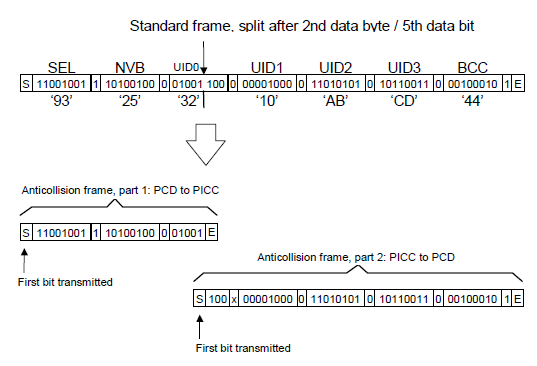 Standard frame, split after 2nd data byte / 5th data bit
SEL NVB UID0 UID1 UID2 UID3 BCC
S 11001001 1 10100100 0 01001 100 0 00001000 0 11010101 0 10110011 0 00100010 1 E
‘93’ ‘25’ ‘32’ ‘10’ ‘AB’ ‘CD’ ‘44’
Anticollision frame, part 1: PCD to PICC
S 11001001 1 10100100 0 01001 E
First bit transmitted
Anticollision frame, part 2: PICC to PCD
S 100 x 00001000 0 11010101 0 10110011 0 00100010 1 E
First bit transmitted